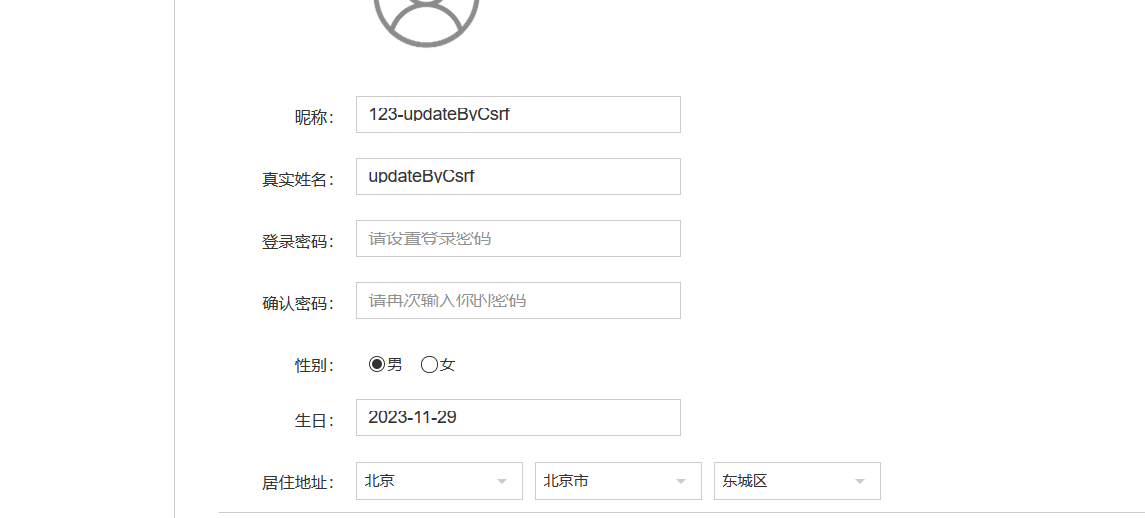 昵称： 123-updateByCsrf
真实姓名： updateByCsrf
登录密码： 请设置登录密码
确认密码： 请再次输入你的密码
性别： 男 女
生日： 2023-11-29
居住地址： 北京 北京市 东城区